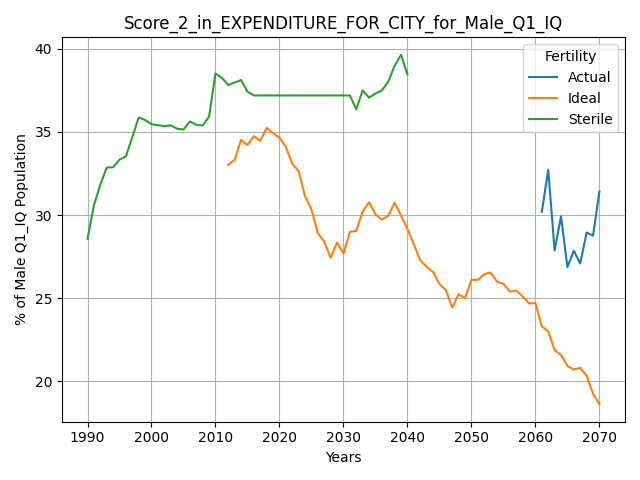 Score_2_in_EXPENDITURE_FOR_CITY_for_Male_Q1_IQ
% of Male Q1_IQ Population
40
35
30
25
20
Fertility
Actual
Ideal
Sterile
1990 2000 2010 2020 2030 2040 2050 2060 2070
Years